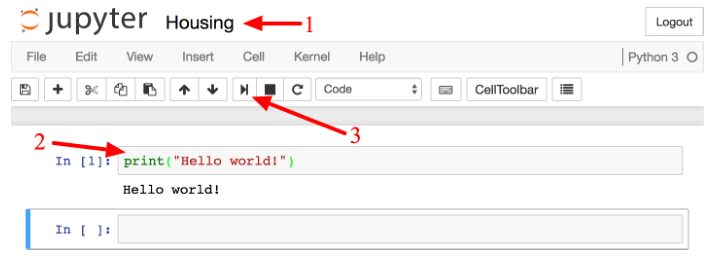 jupyter Housing 1 Logout
File Edit View Insert Cell Kernel Help Python 3
Code CellToolbar
2 3
In [1]: print("Hello world!")
Hello world!
In [ ]: